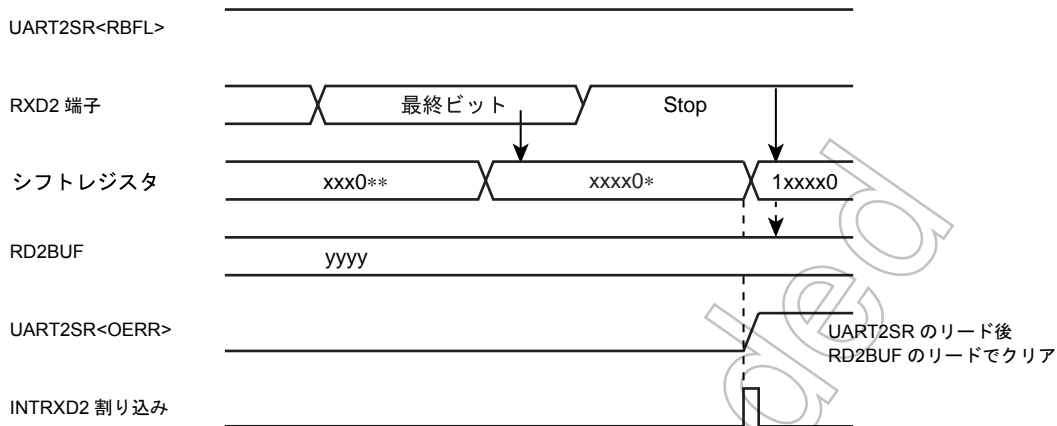 UART2SR<RBFL>
RXD2 端子
最終ビット
Stop
シフトレジスタ
xxx0**
xxxx0*
1xxxx0
RD2BUF
yyyy
UART2SR<OERR>
UART2SR のリード後
RD2BUF のリードでクリア
INTRXD2 割り込み